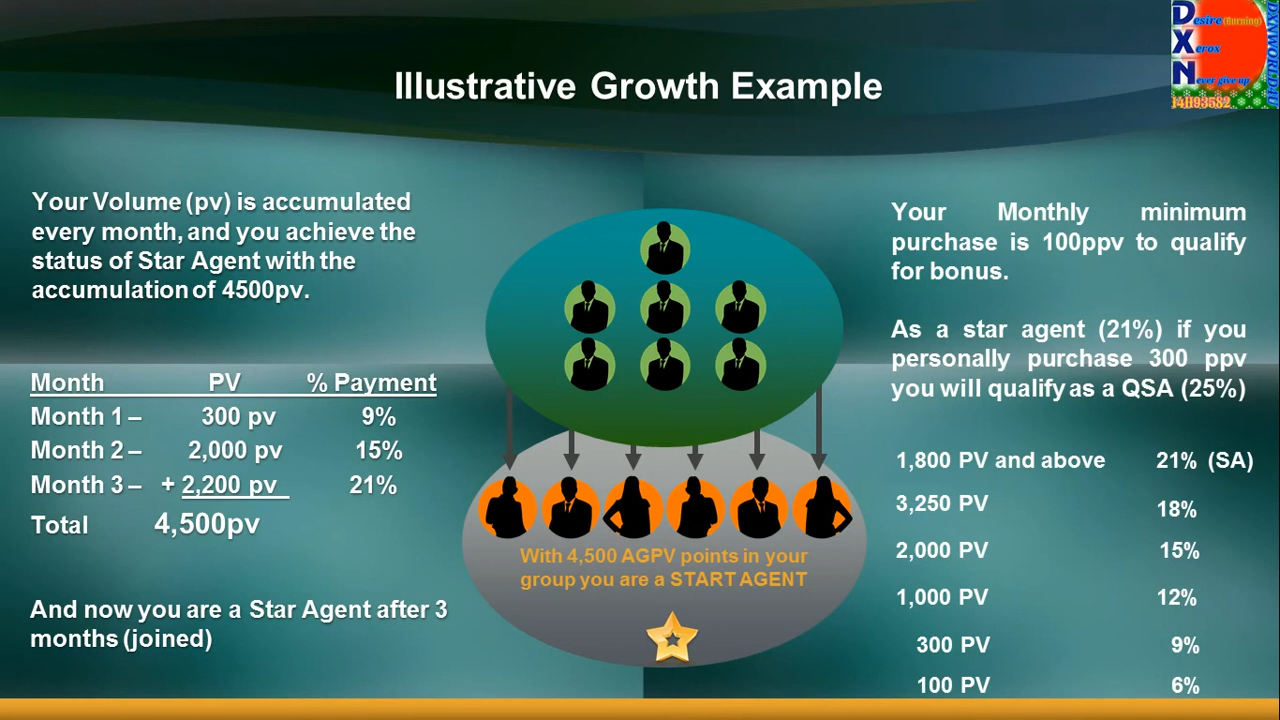 Desire (Burning)
Xerox
Never give up
14H93582
DXNWORLD4U
Illustrative Growth Example
Your Volume (pv) is accumulated
every month, and you achieve the
status of Star Agent with the
accumulation of 4500pv.
Month PV % Payment
Month 1 – 300 pv 9%
Month 2 – 2,000 pv 15%
Month 3 – + 2,200 pv 21%
Total 4,500pv
And now you are a Star Agent after 3
months (joined)
With 4,500 AGPV points in your
group you are a START AGENT
Your Monthly minimum
purchase is 100ppv to qualify
for bonus.
As a star agent (21%) if you
personally purchase 300 ppv
you will qualify as a QSA (25%)
1,800 PV and above 21% (SA)
3,250 PV 18%
2,000 PV 15%
1,000 PV 12%
300 PV 9%
100 PV 6%